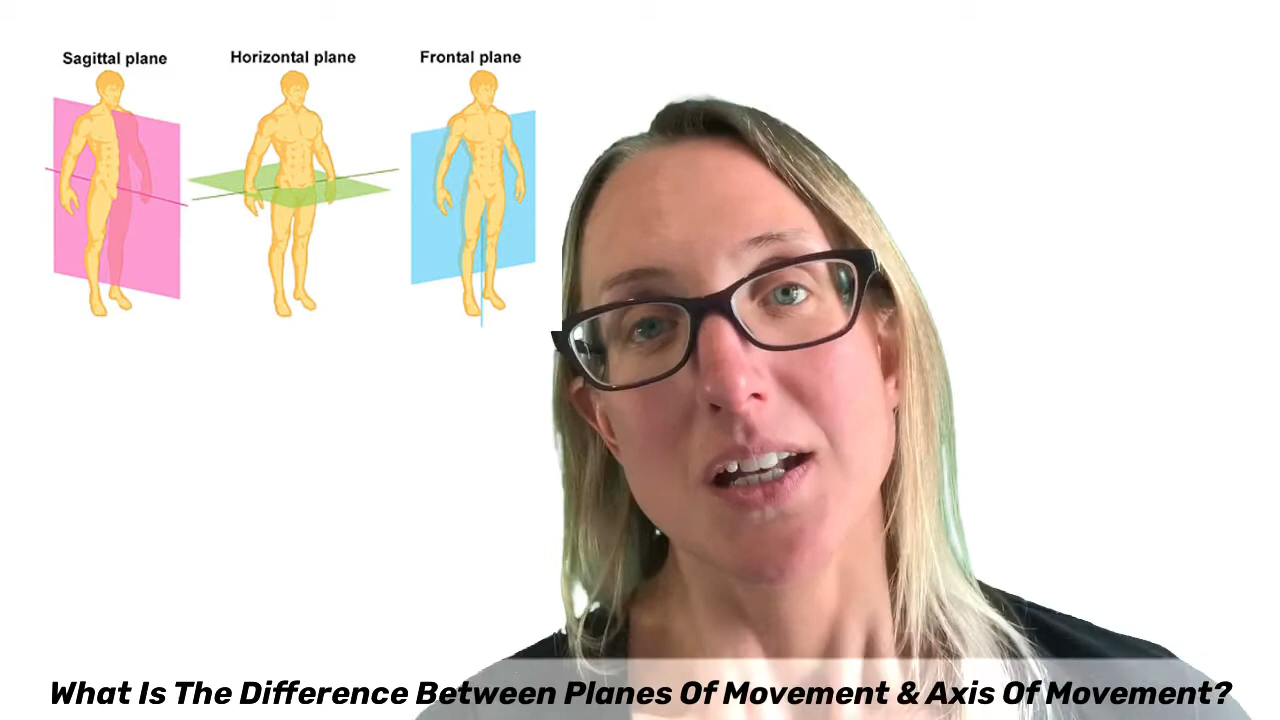 Sagittal plane
Horizontal plane
Frontal plane
What Is The Difference Between Planes Of Movement & Axis Of Movement?